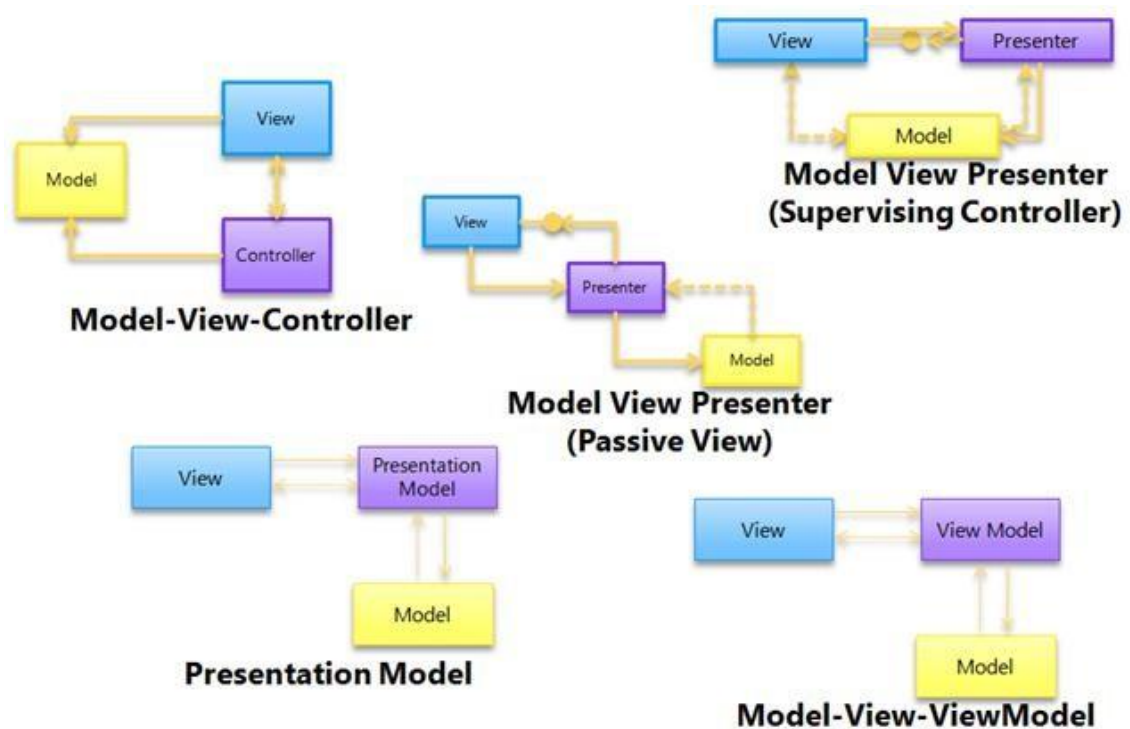 View
Presenter
Model
Model View Presenter
(Supervising Controller)
View
Model
Controller
Model-View-Controller
View
Presenter
Model
Model View Presenter
(Passive View)
View
Presentation
Model
Model
Presentation Model
View
View Model
Model
Model-View-ViewModel